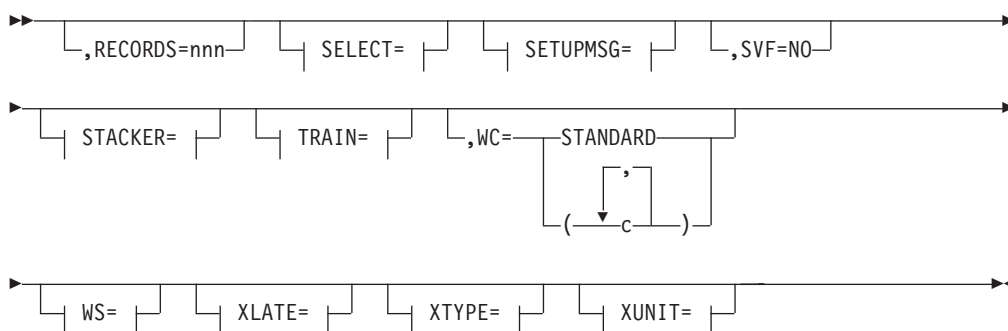 ,RECORDS=nnn SELECT= SETUPMSG= ,SVF=NO
STACKER= TRAIN= ,WC= STANDARD
,
( c )
WS= XLATE= XTYPE= XUNIT=